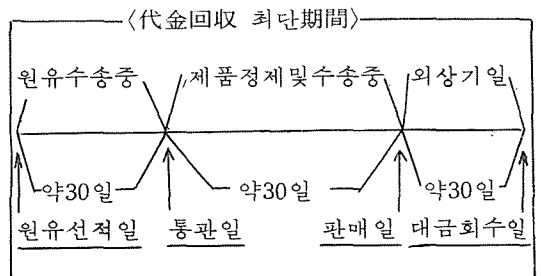 〈代金回収 최단期間〉
원유수송중 제품정제및수송중 외상기일
약30일 약30일 약30일
원유선적일 통관일 판매일 대금회수일